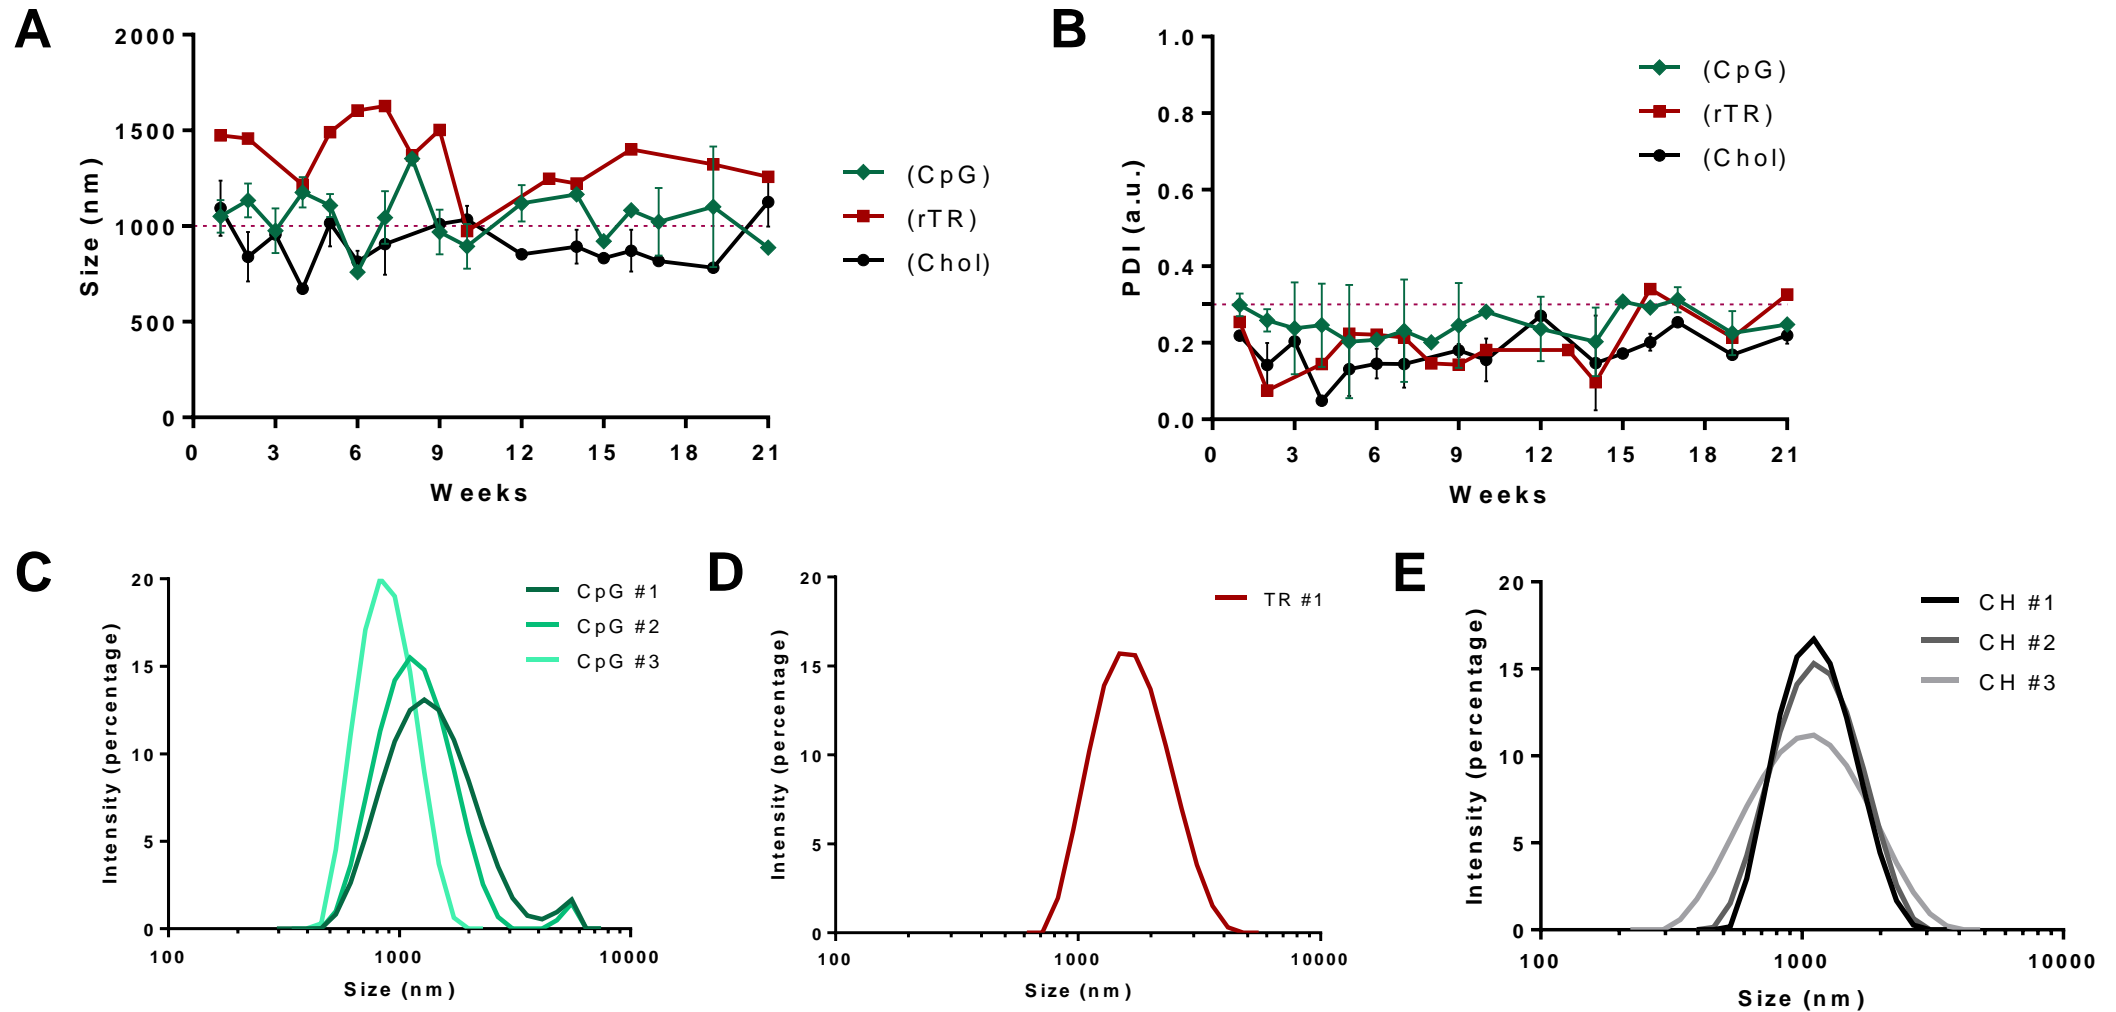 A
2000
1500
1000
500
0
Size (nm)
0 3 6 9 12 15 18 21
Weeks
(CpG)
(rTR)
(Chol)
B
1.0
0.8
0.6
0.4
0.2
0.0
PDI (a.u.)
0 3 6 9 12 15 18 21
Weeks
(CpG)
(rTR)
(Chol)
C
20
15
10
5
0
Intensity (percentage)
100 1000 10000
Size (nm)
CpG #1
CpG #2
CpG #3
D
20
15
10
5
0
Intensity (percentage)
100 1000 10000
Size (nm)
TR #1
E
20
15
10
5
0
Intensity (percentage)
100 1000 10000
Size (nm)
CH #1
CH #2
CH #3